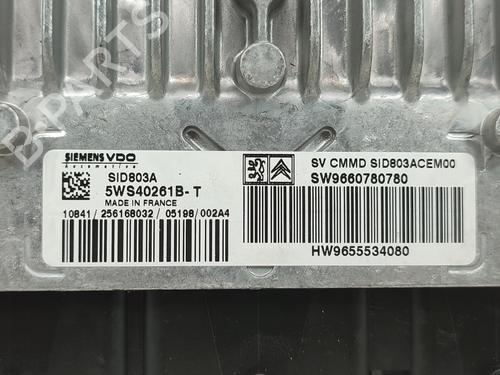 B-PARTS
SIEMENS VDO
Automotive
SID803A
5WS40261B-T
MADE IN FRANCE
10841/256168032/05198/002A4
SV CMMD SID803ACEM00
SW9660780780
HW9655534080